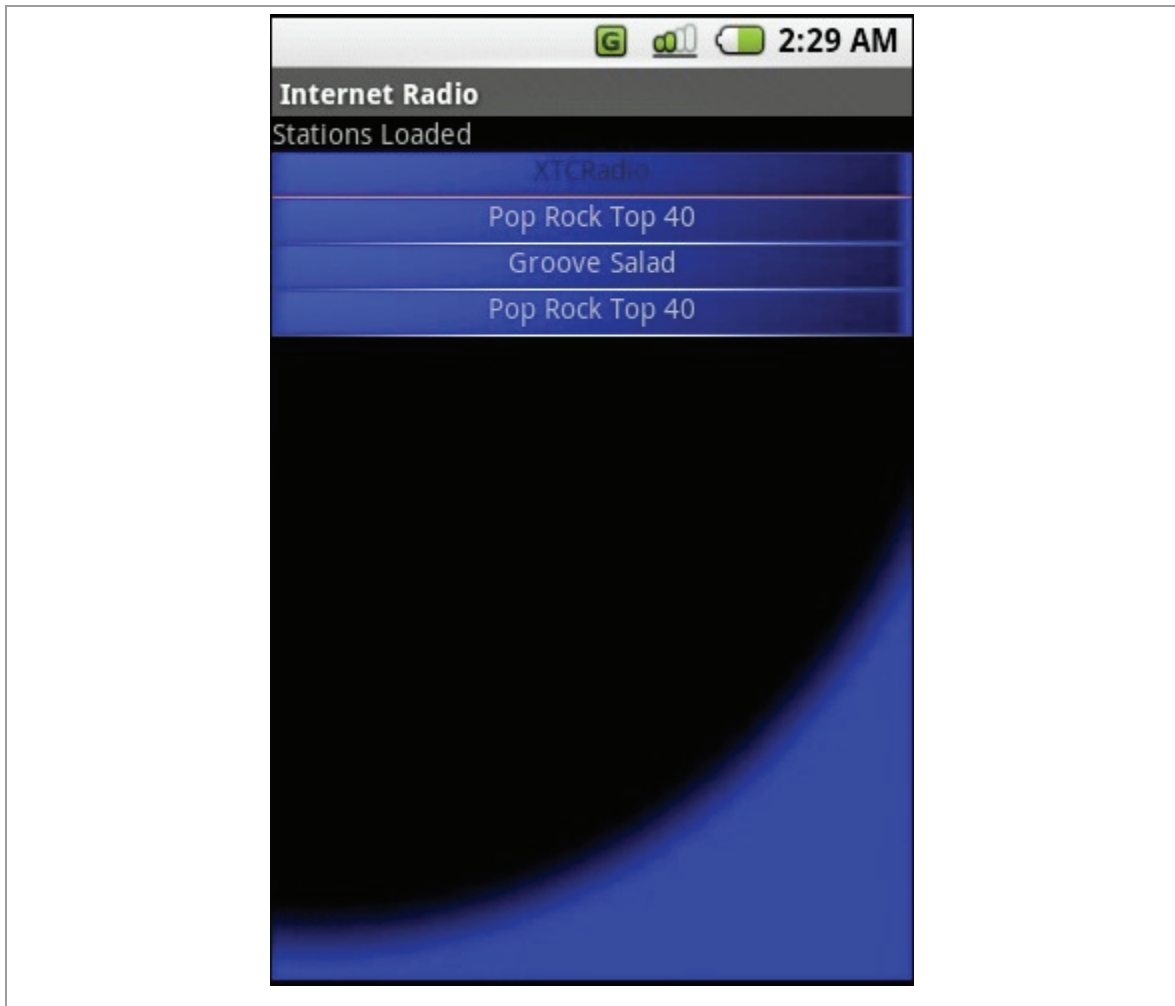 G 2:29 AM
Internet Radio
Stations Loaded
XTCRadio
Pop Rock Top 40
Groove Salad
Pop Rock Top 40